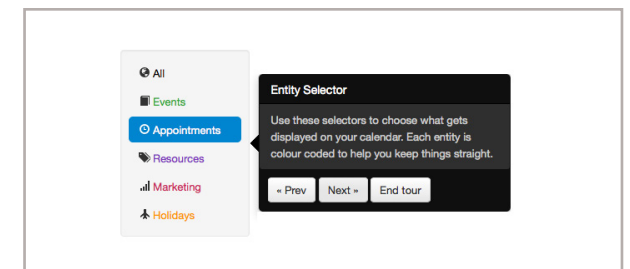 All
Events
Appointments
Resources
Marketing
Holidays
Entity Selector
Use these selectors to choose what gets
displayed on your calendar. Each entity is
colour coded to help you keep things straight.
« Prev
Next »
End tour